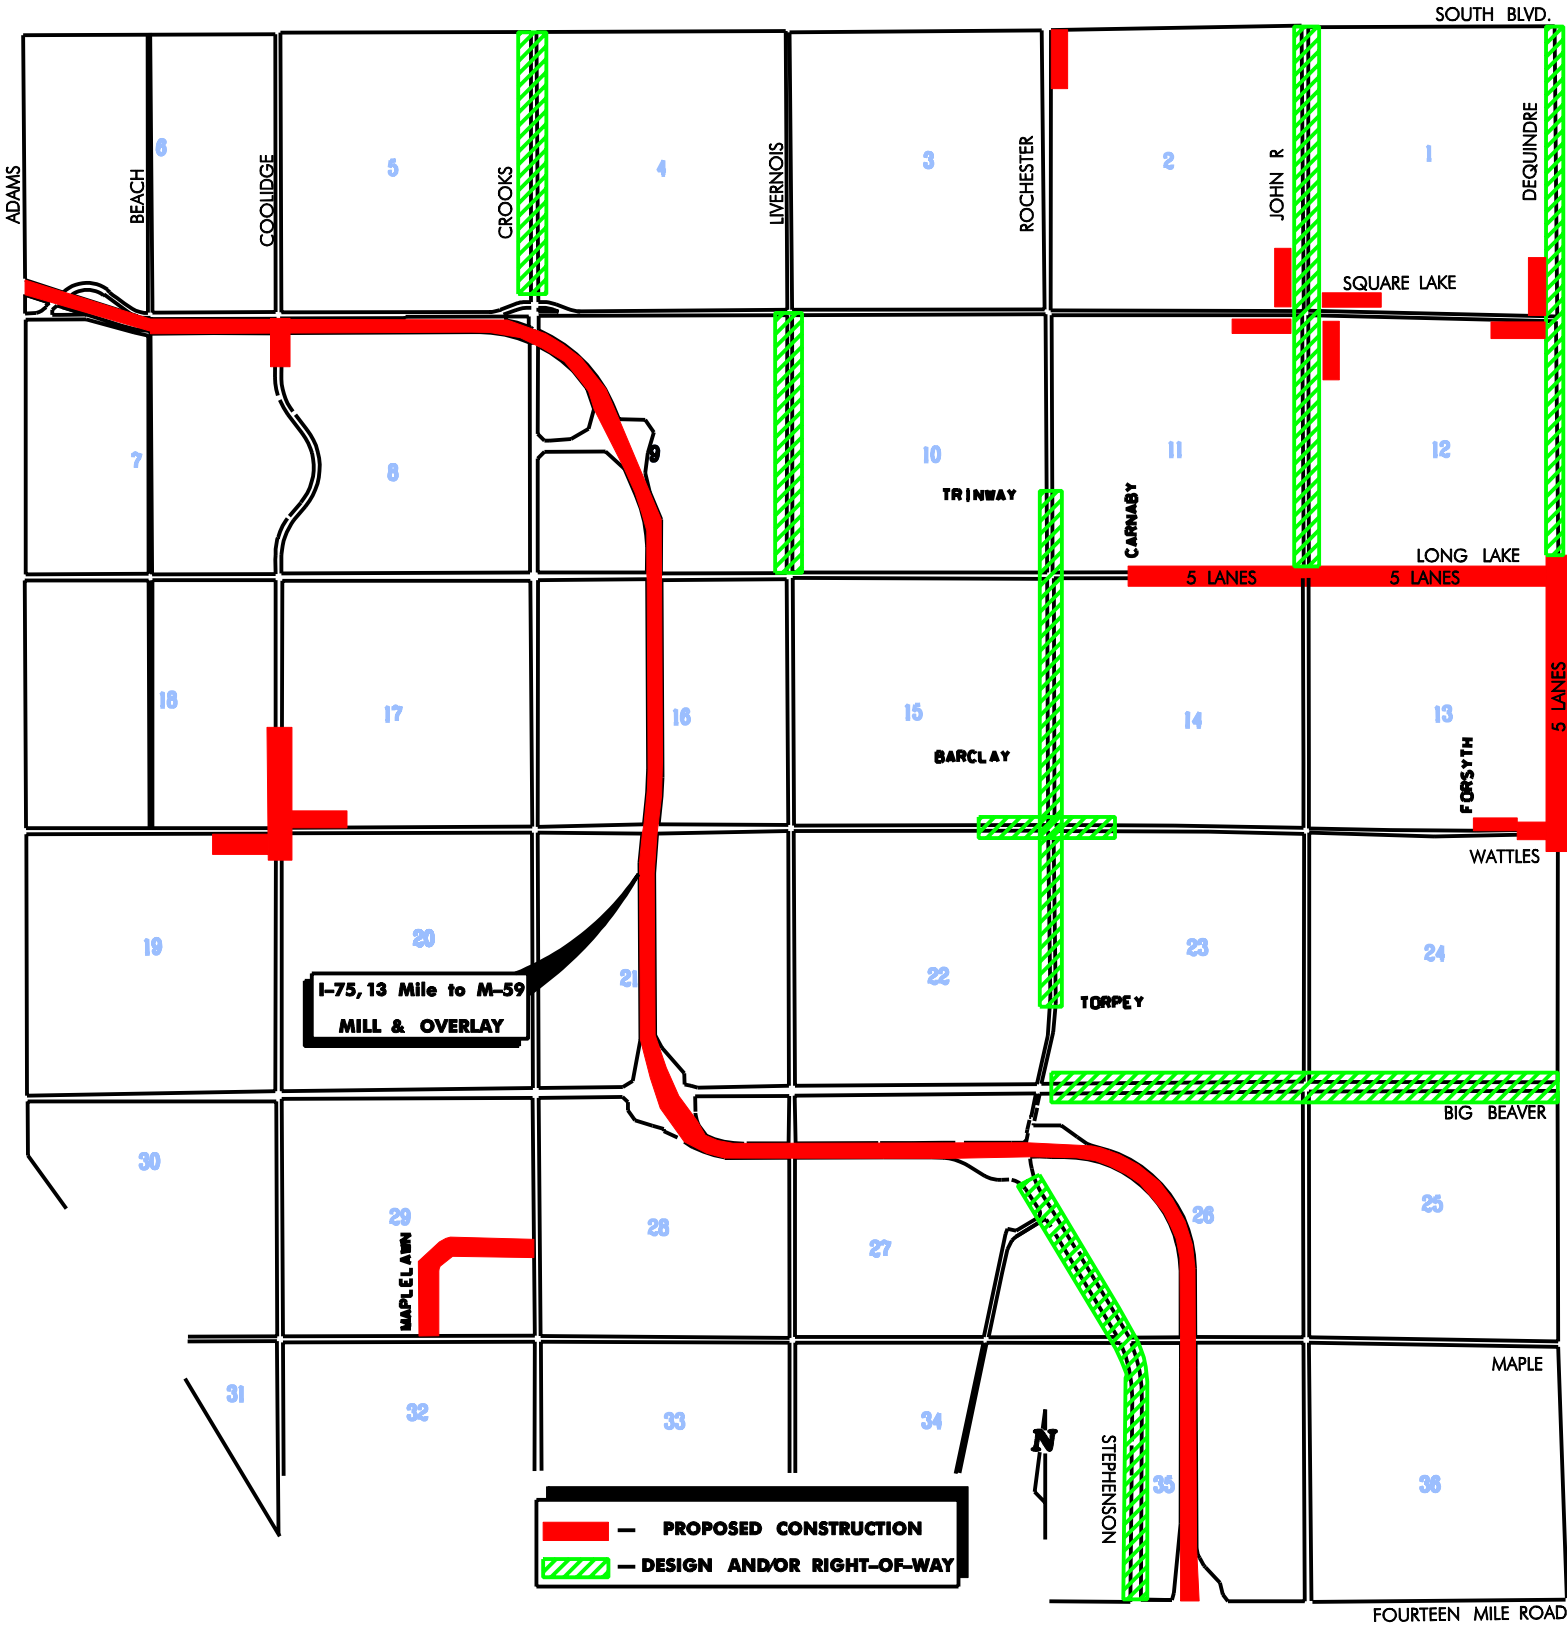 SOUTH BLVD.
ADAMS
BEACH
COOLIDGE
CROOKS
LIVERNOIS
ROCHESTER
JOHN R
DEQUINDRE
6
5
4
3
2
1
SQUARE LAKE
7
8
9
10
11
12
TRINWAY
CARNABY
LONG LAKE
5 LANES
5 LANES
5 LANES
18
17
16
15
14
13
BARCLAY
FORSYTH
WATTLES
19
20
21
22
23
24
I-75, 13 Mile to M-59
MILL & OVERLAY
TORPEY
BIG BEAVER
30
29
28
27
26
25
MAPLELAWN
MAPLE
31
32
33
34
35
36
N
STEPHENSON
— PROPOSED CONSTRUCTION
— DESIGN AND/OR RIGHT-OF-WAY
FOURTEEN MILE ROAD